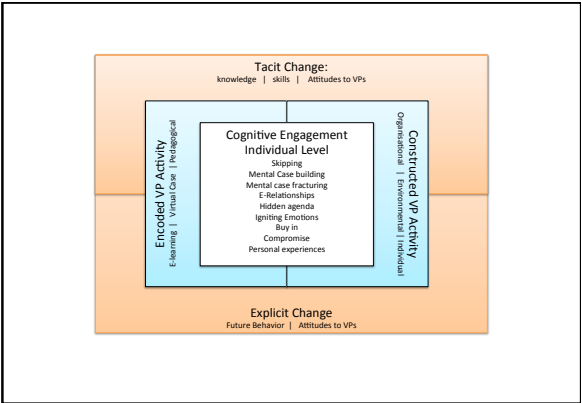 Tacit Change:
knowledge | skills | Attitudes to VPs
Encoded VP Activity
E-learning | Virtual Case | Pedagogical
Cognitive Engagement
Individual Level
Skipping
Mental Case building
Mental case fracturing
E-Relationships
Hidden agenda
Igniting Emotions
Buy in
Compromise
Personal experiences
Constructed VP Activity
Organisational | Environmental | Individual
Explicit Change
Future Behavior | Attitudes to VPs